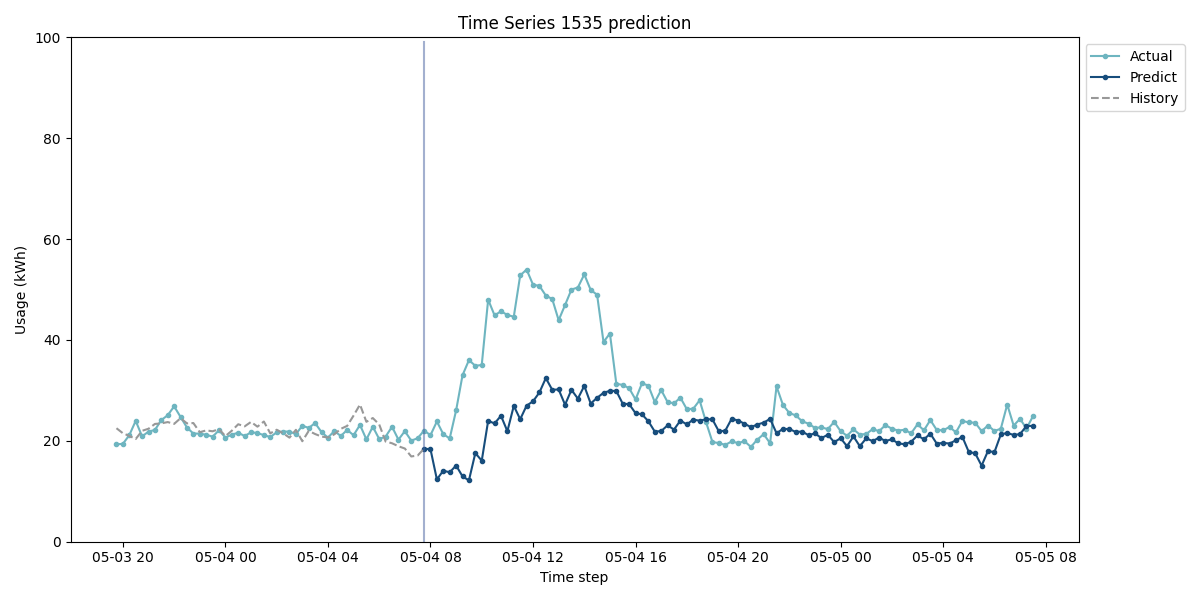 Time Series 1535 prediction
100
80
60
40
20
0
Usage (kWh)
05-03 20 05-04 00 05-04 04 05-04 08 05-04 12 05-04 16 05-04 20 05-05 00 05-05 04 05-05 08
Time step
Actual
Predict
History